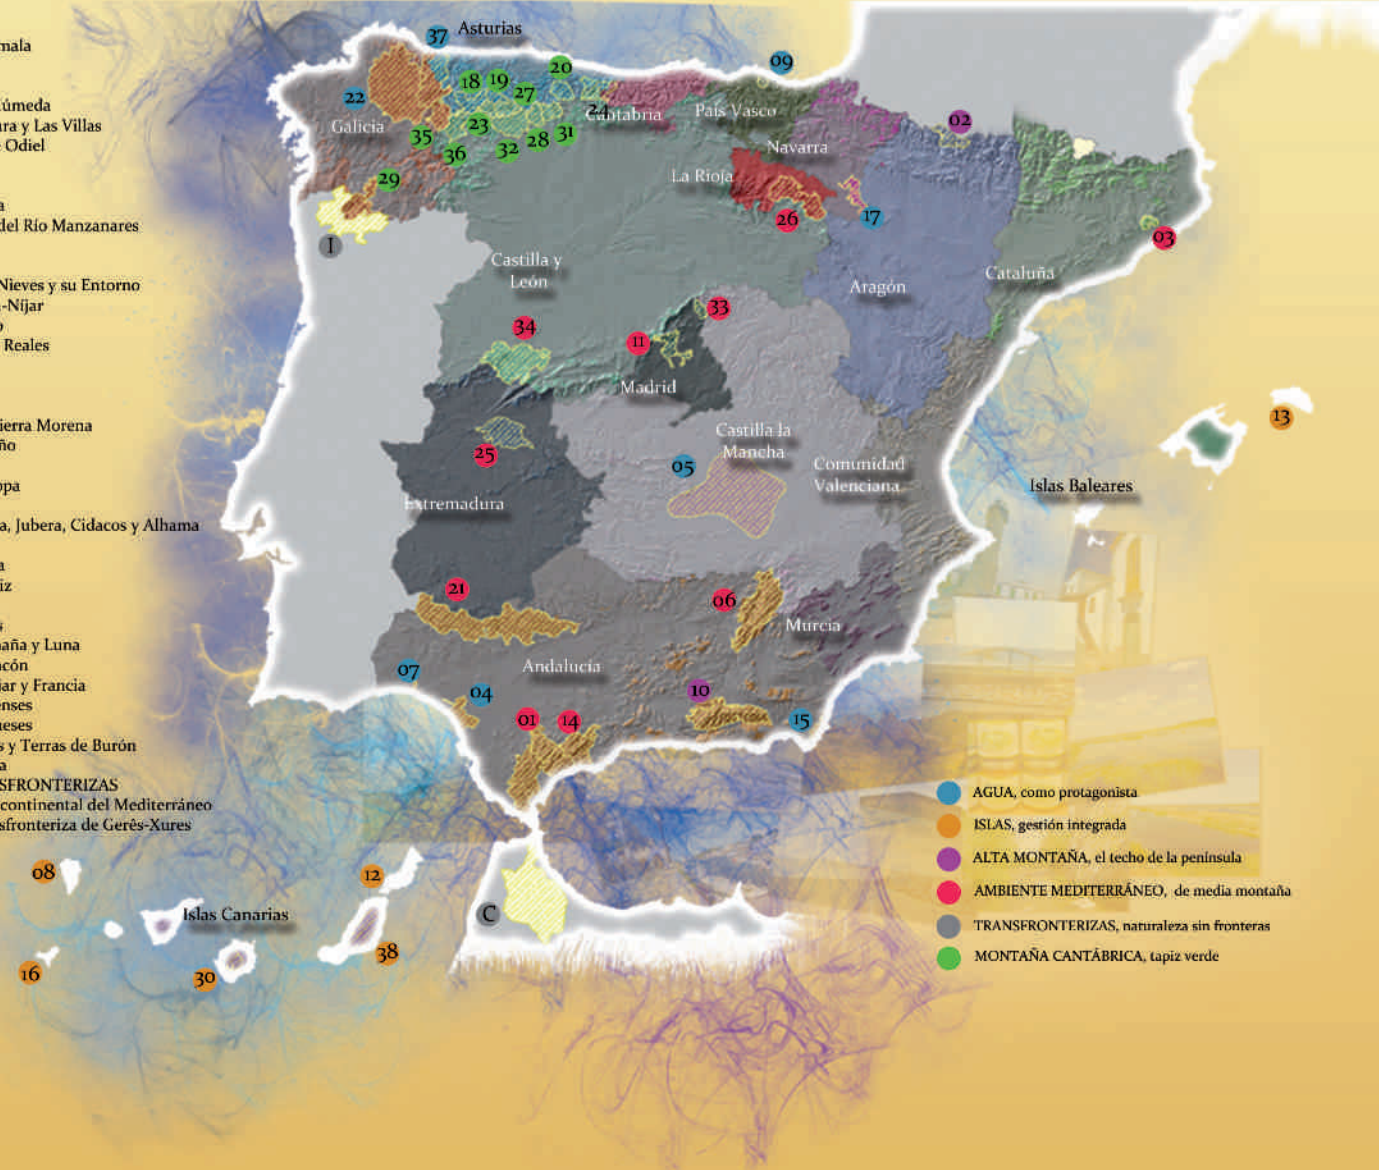 mala
úmeda
ura y Las Villas
Odiel
a
del Río Manzanares
Nieves y su Entorno
-Níjar
o
Reales
ierra Morena
ño
opa
a, Jubera, Cidacos y Alhama
a
iz
s
aña y Luna
ncón
iar y Francia
enses
ueses
s y Terras de Burón
a
SFRONTERIZAS
continental del Mediterráneo
sfronteriza de Gerês-Xures
37
Asturias
09
20
18
19
27
22
24
Cantabria
País Vasco
02
Galicia
23
35
28
31
32
36
Navarra
29
La Rioja
26
17
03
I
Castilla y
León
Aragón
Cataluña
33
34
11
Madrid
13
Castilla la
Mancha
25
05
Comunidad
Valenciana
Islas Baleares
Extremadura
21
06
Murcia
Andalucía
07
04
10
01
14
15
AGUA, como protagonista
ISLAS, gestión integrada
ALTA MONTAÑA, el techo de la península
AMBIENTE MEDITERRÁNEO, de media montaña
TRANSFRONTERIZAS, naturaleza sin fronteras
MONTAÑA CANTÁBRICA, tapiz verde
08
12
Islas Canarias
C
16
30
38